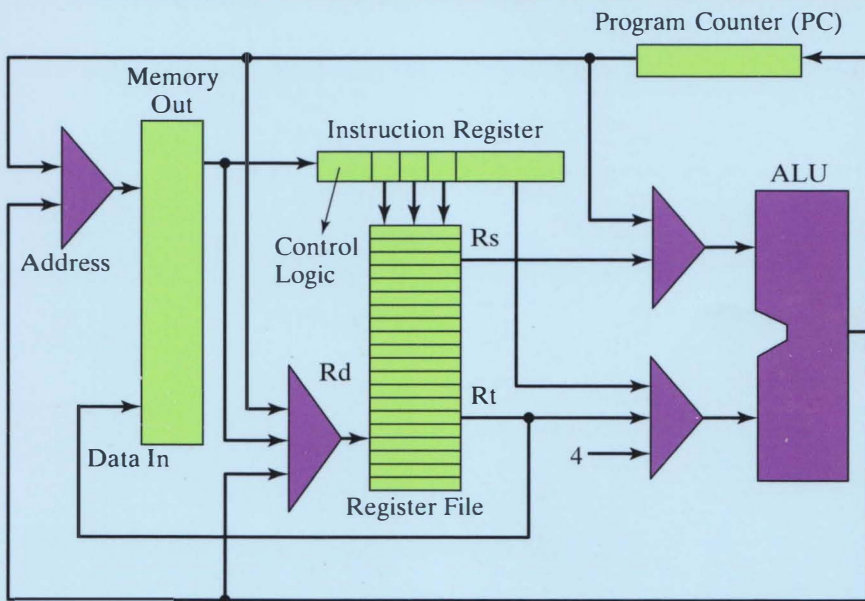 Program Counter (PC)
Memory
Out
Instruction Register
ALU
Address
Control
Logic
Rs
Rd
Rt
4
Data In
Register File